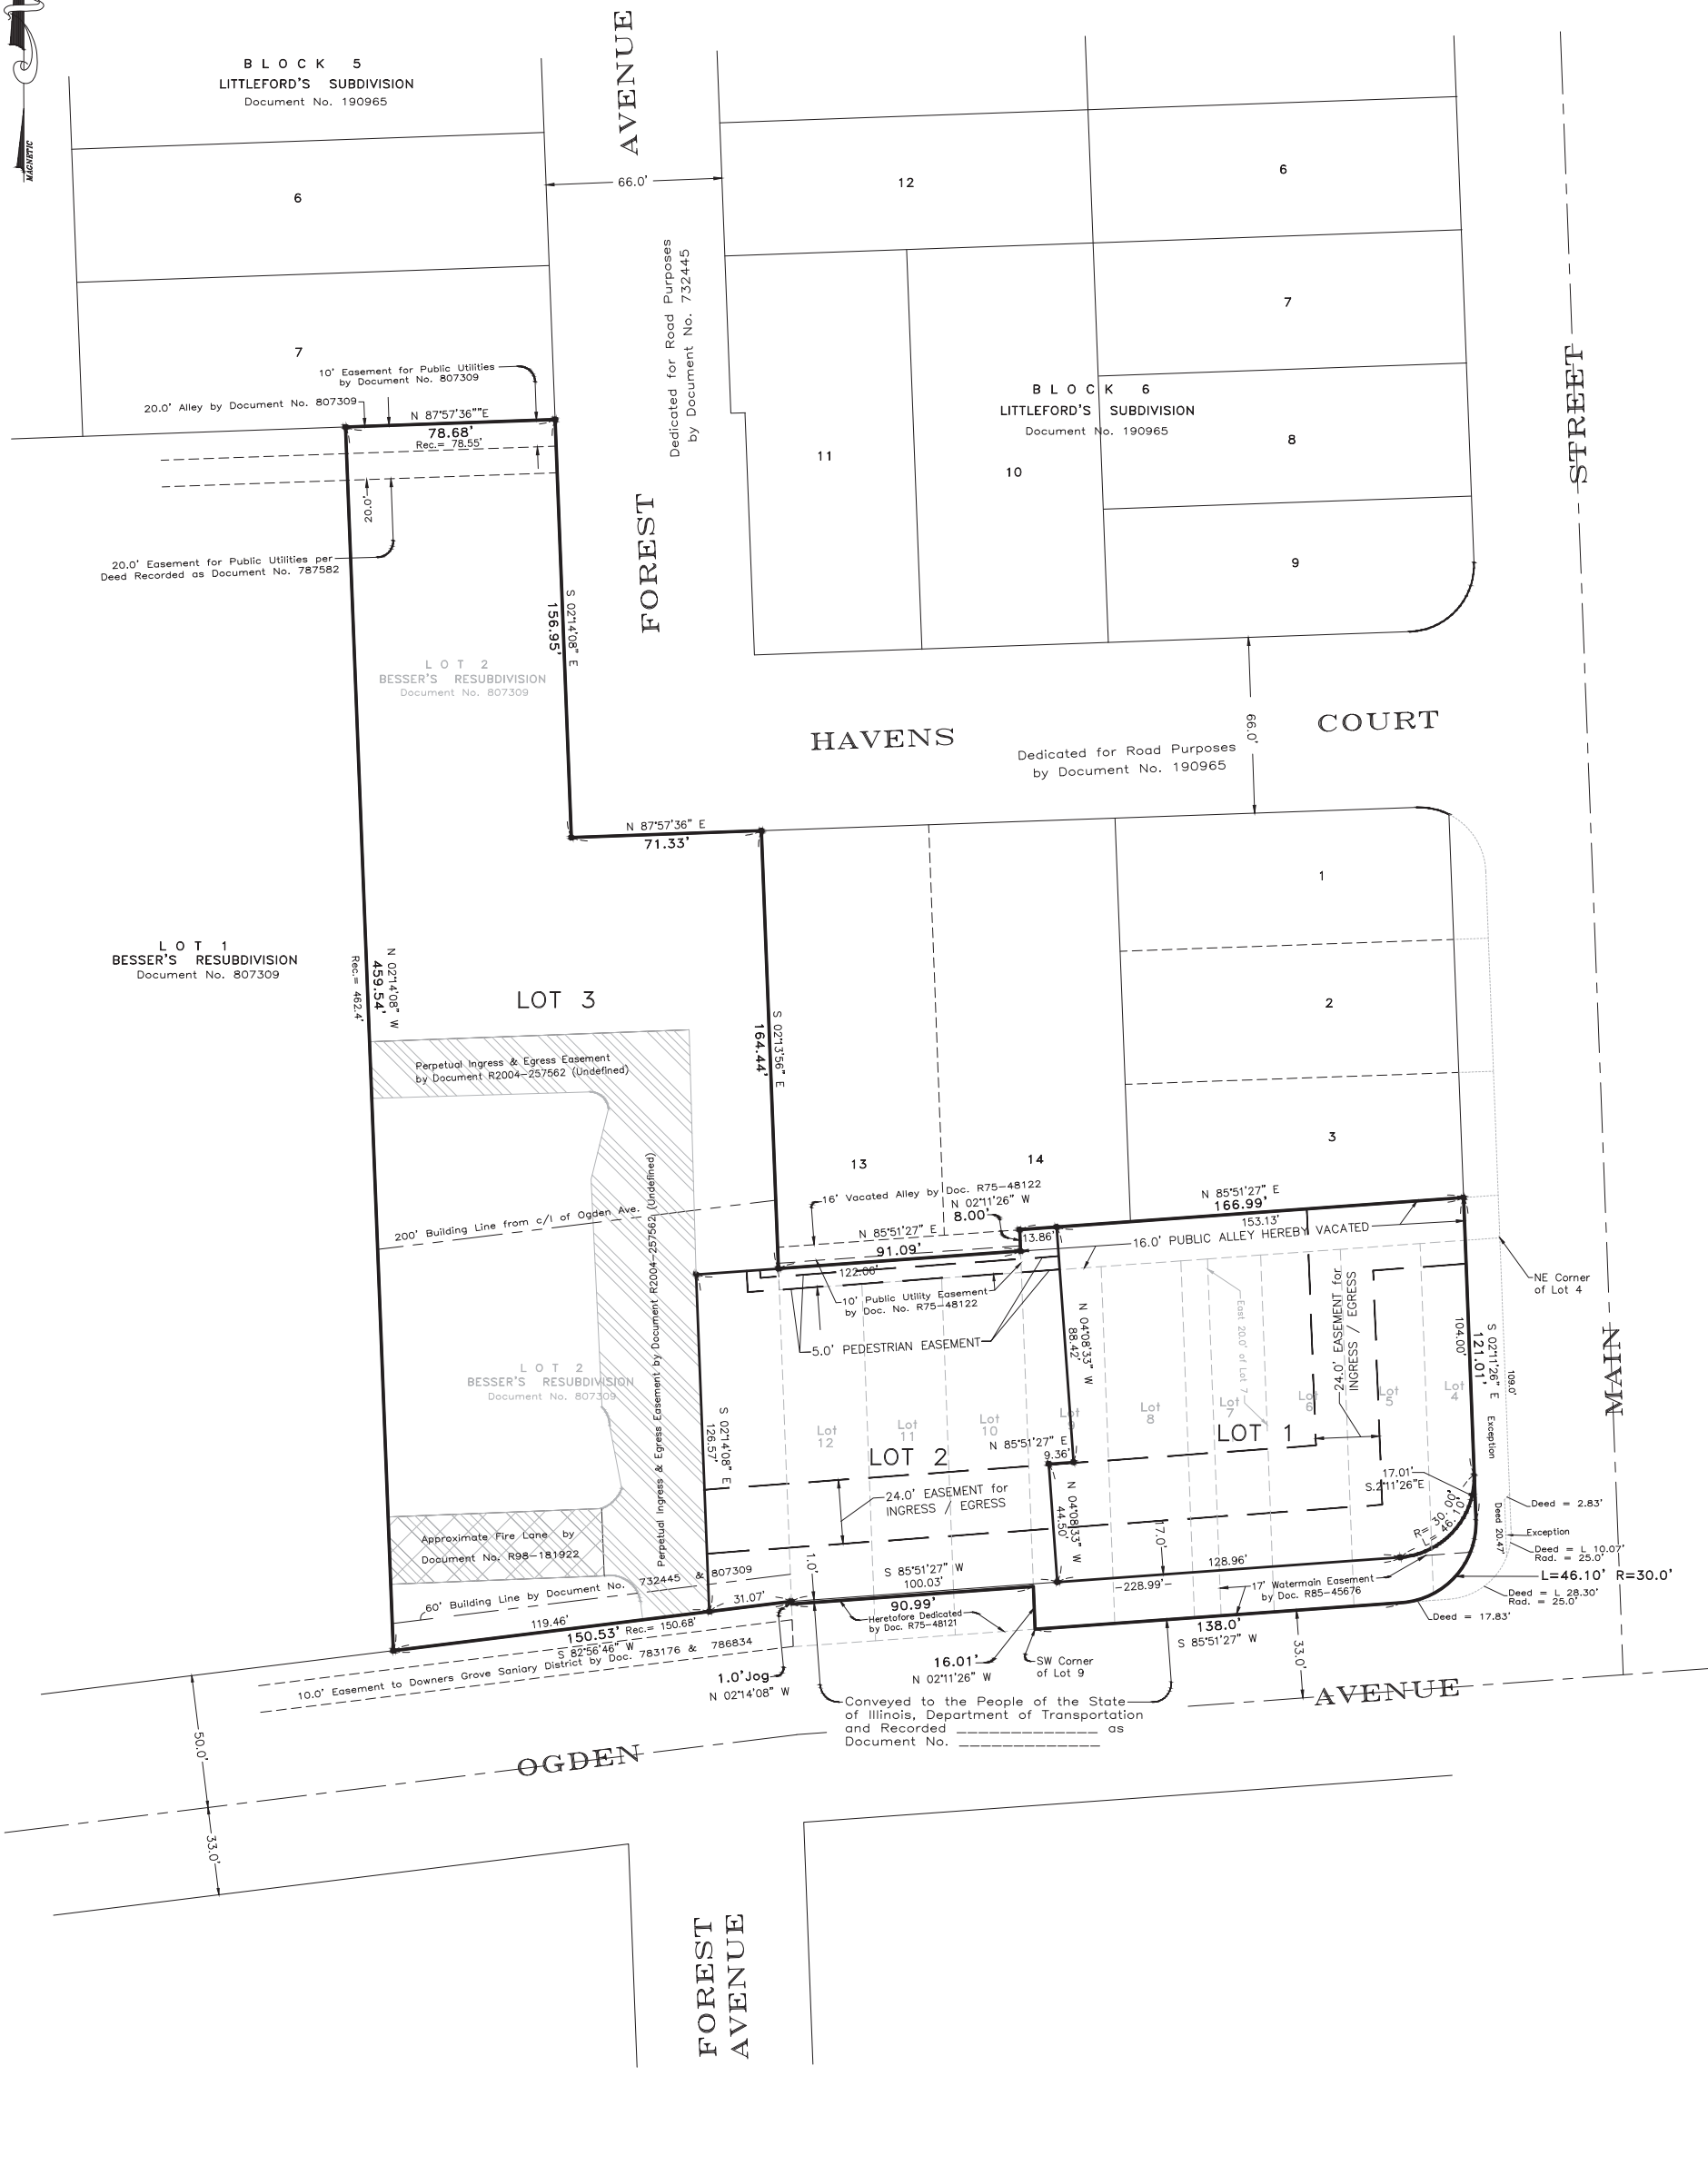 MAGNETIC
B L O C K 5
LITTLEFORD'S SUBDIVISION
Document No. 190965
6
7
AVENUE
66.0'
12
6
7
8
9
11
10
B L O C K 6
LITTLEFORD'S SUBDIVISION
Document No. 190965
STREET
Dedicated for Road Purposes
by Document No. 732445
FOREST
10' Easement for Public Utilities
by Document No. 807309
20.0' Alley by Document No. 807309
N 87°57'36""E
78.68'
Rec.= 78.55'
20.0'
20.0' Easement for Public Utilities per
Deed Recorded as Document No. 787582
S 02°14'08" E
156.95'
L O T 2
BESSER'S RESUBDIVISION
Document No. 807309
HAVENS
COURT
Dedicated for Road Purposes
by Document No. 190965
66.0'
N 87°57'36" E
71.33'
1
2
3
L O T 1
BESSER'S RESUBDIVISION
Document No. 807309
N 02°14'08" W
459.54'
Rec.= 462.4'
LOT 3
S 02°13'56" E
164.44'
Perpetual Ingress & Egress Easement
by Document R2004-257562 (Undefined)
Perpetual Ingress & Egress Easement by Document R2004-257562 (Undefined)
13
14
16' Vacated Alley by Doc. R75-48122
N 02°11'26" W
8.00'
N 85°51'27" E
166.99'
153.13'
13.86'
16.0' PUBLIC ALLEY HEREBY VACATED
200' Building Line from c/l of Ogden Ave.
N 85°51'27" E
91.09'
122.06'
10' Public Utility Easement
by Doc. No. R75-48122
5.0' PEDESTRIAN EASEMENT
N 04°08'33" W
88.42'
East 20.0' of Lot 7
24.0' EASEMENT for
INGRESS / EGRESS
NE Corner
of Lot 4
104.00'
S 02°11'26" E
121.01'
109.0'
Exception
MAIN
L O T 2
BESSER'S RESUBDIVISION
Document No. 807309
S 02°14'08" E
126.57'
Lot
12
Lot
11
Lot
10
Lot
Lot
8
Lot
7
Lot
6
Lot
5
Lot
4
LOT 2
LOT 1
N 85°51'27" E
9.36'
24.0' EASEMENT for
INGRESS / EGRESS
N 04°08'33" W
44.50'
17.0'
17.01'
S.2°11'26"E
R= 30.00'
L= 46.10'
Deed 20.47'
Deed = 2.83'
Exception
Deed = L 10.07'
Rad. = 25.0'
L=46.10' R=30.0'
Deed = L 28.30'
Rad. = 25.0'
Deed = 17.83'
Approximate Fire Lane by
Document No. R98-181922
60' Building Line by Document No. 732445 & 807309
1.0'
S 85°51'27" W
100.03'
128.96'
-228.99'-
17' Watermain Easement
by Doc. R85-45676
31.07'
90.99'
Heretofore Dedicated
by Doc. R75-48121
119.46'
150.53' Rec.= 150.68'
S 82°56'46" W
138.0'
S 85°51'27" W
33.0'
10.0' Easement to Downers Grove Saniary District by Doc. 783176 & 786834
1.0'Jog
N 02°14'08" W
16.01'
N 02°11'26" W
SW Corner
of Lot 9
Conveyed to the People of the State
of Illinois, Department of Transportation
and Recorded _____________ as
Document No. _____________
AVENUE
OGDEN
50.0'
33.0'
FOREST
AVENUE